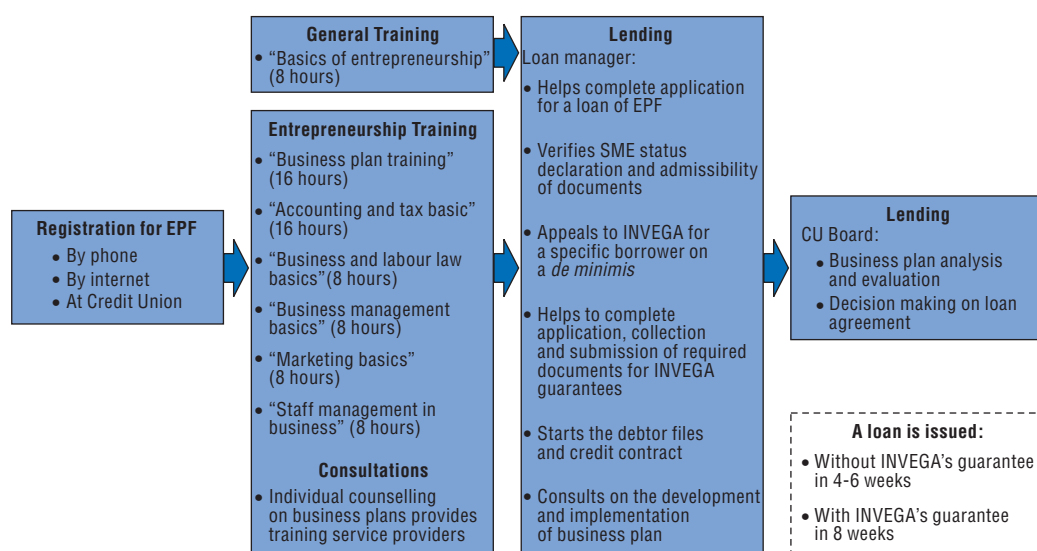 Registration for EPF
• By phone
• By internet
• At Credit Union
General Training
• “Basics of entrepreneurship”
(8 hours)
Entrepreneurship Training
• “Business plan training”
(16 hours)
• “Accounting and tax basic”
(16 hours)
• “Business and labour law
basics”(8 hours)
• “Business management
basics” (8 hours)
• “Marketing basics”
(8 hours)
• “Staff management in
business” (8 hours)
Consultations
• Individual counselling
on business plans provides
training service providers
Lending
Loan manager:
• Helps complete application
for a loan of EPF
• Verifies SME status
declaration and admissibility
of documents
• Appeals to INVEGA for
a specific borrower on
a de minimis
• Helps to complete
application, collection
and submission of required
documents for INVEGA
guarantees
• Starts the debtor files
and credit contract
• Consults on the development
and implementation
of business plan
Lending
CU Board:
• Business plan analysis
and evaluation
• Decision making on loan
agreement
A loan is issued:
• Without INVEGA’s guarantee
in 4-6 weeks
• With INVEGA’s guarantee
in 8 weeks